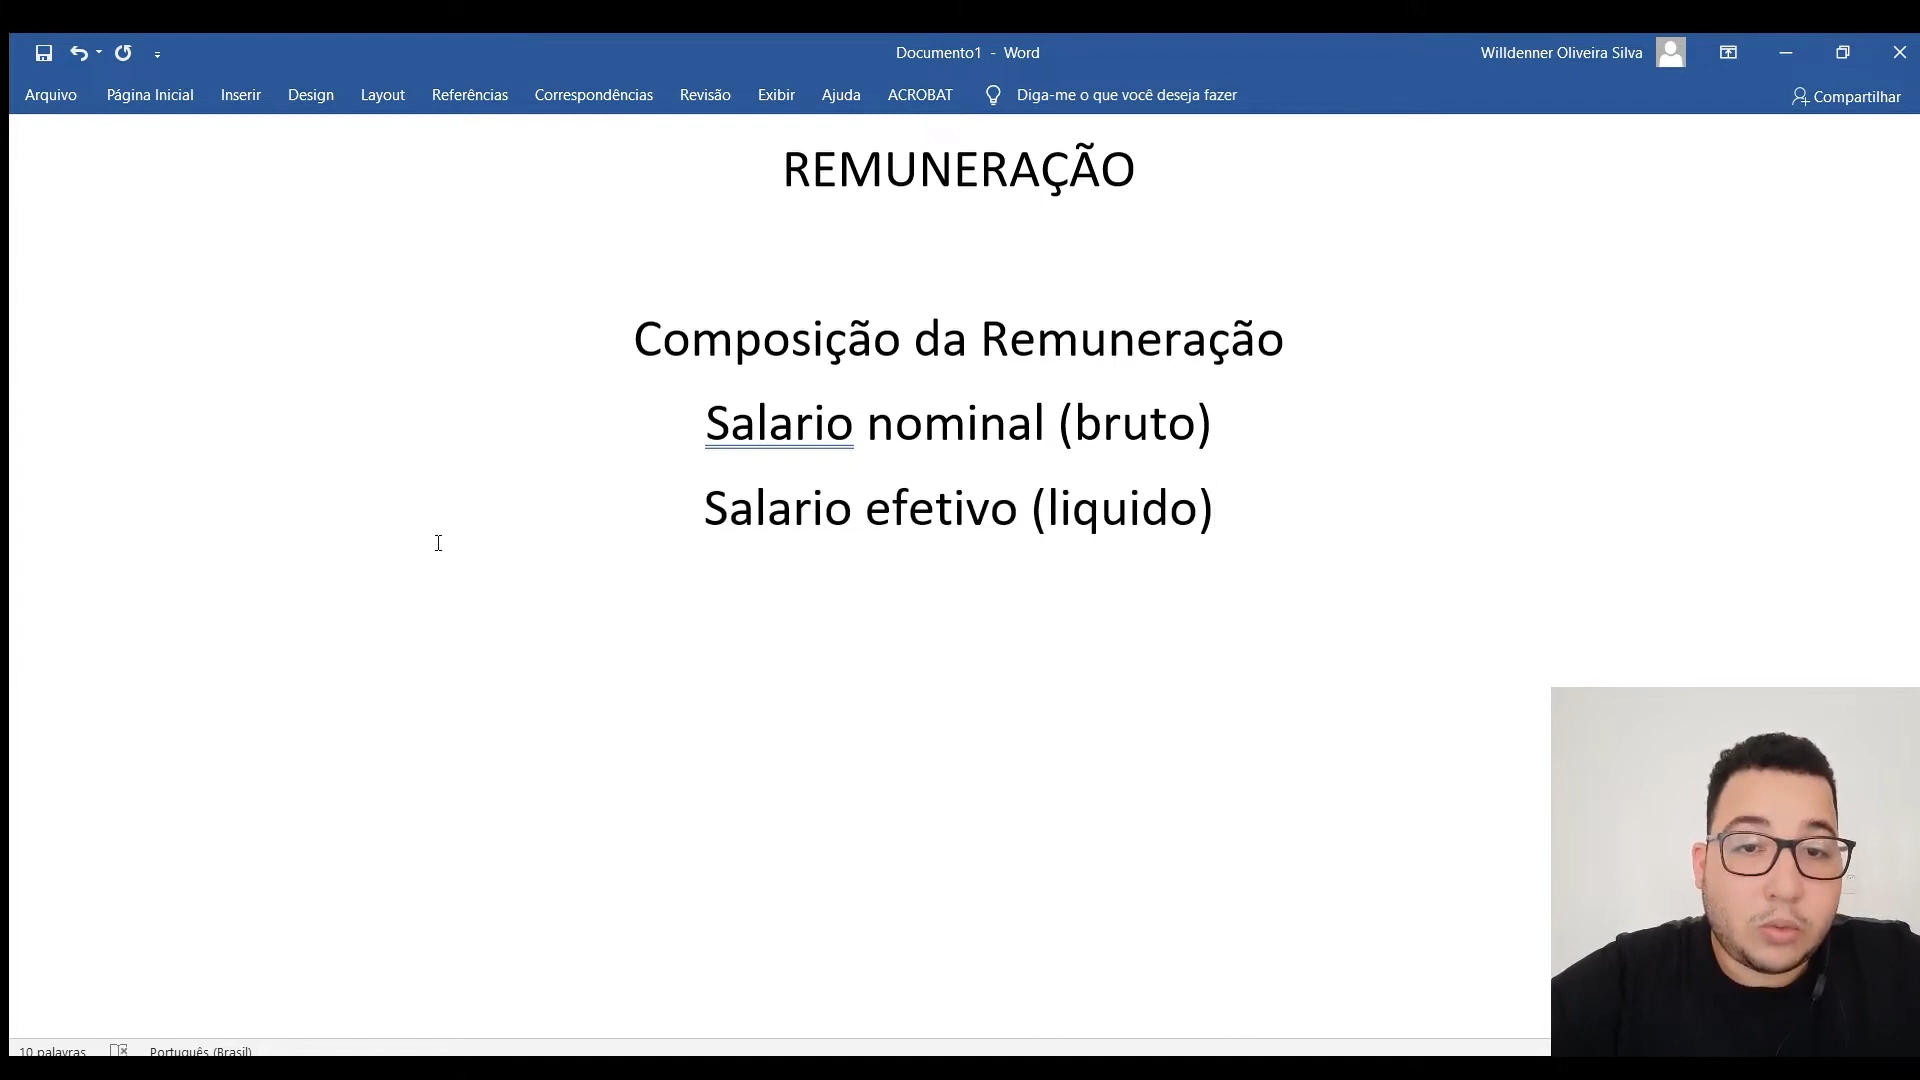 Documento1 - Word
Willdenner Oliveira Silva
Arquivo Página Inicial Inserir Design Layout Referências Correspondências Revisão Exibir Ajuda ACROBAT Diga-me o que você deseja fazer
Compartilhar
REMUNERAÇÃO
Composição da Remuneração
Salario nominal (bruto)
Salario efetivo (liquido)
10 palavras Português (Brasil)